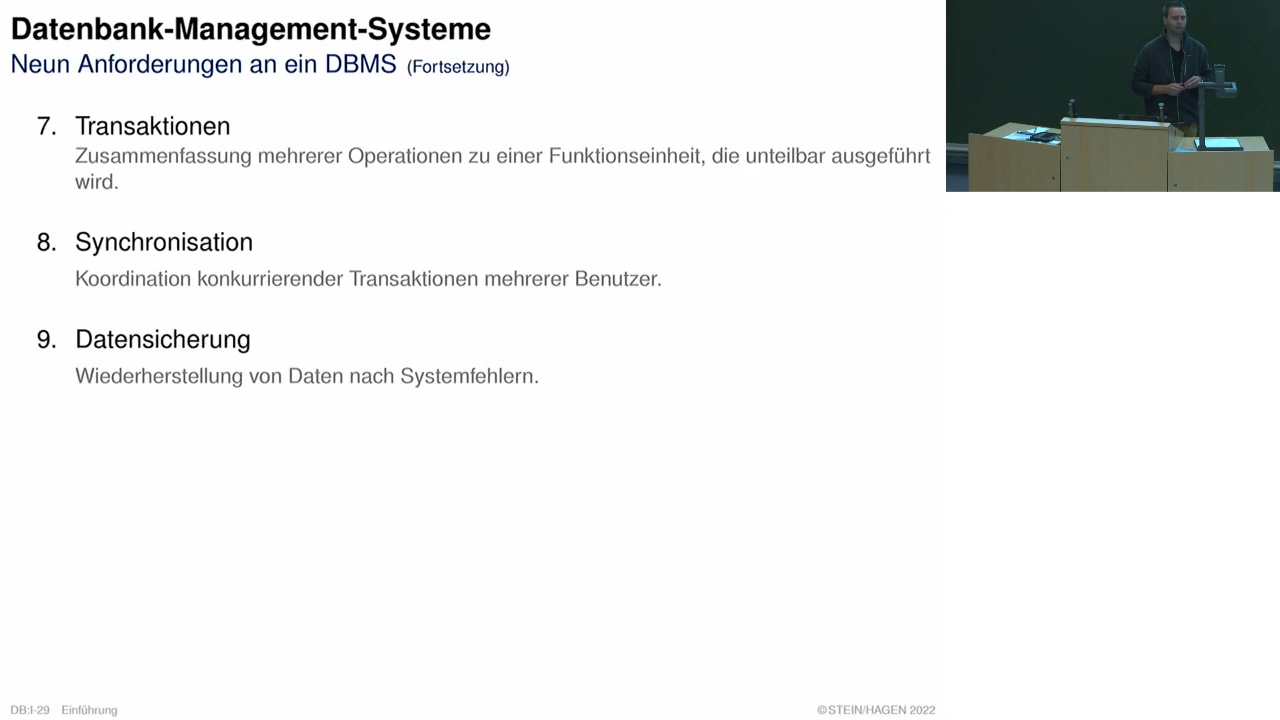 Datenbank-Management-Systeme
Neun Anforderungen an ein DBMS (Fortsetzung)
7. Transaktionen
Zusammenfassung mehrerer Operationen zu einer Funktionseinheit, die unteilbar ausgeführt
wird.
8. Synchronisation
Koordination konkurrierender Transaktionen mehrerer Benutzer.
9. Datensicherung
Wiederherstellung von Daten nach Systemfehlern.
DB:I-29 Einführung
©STEIN/HAGEN 2022